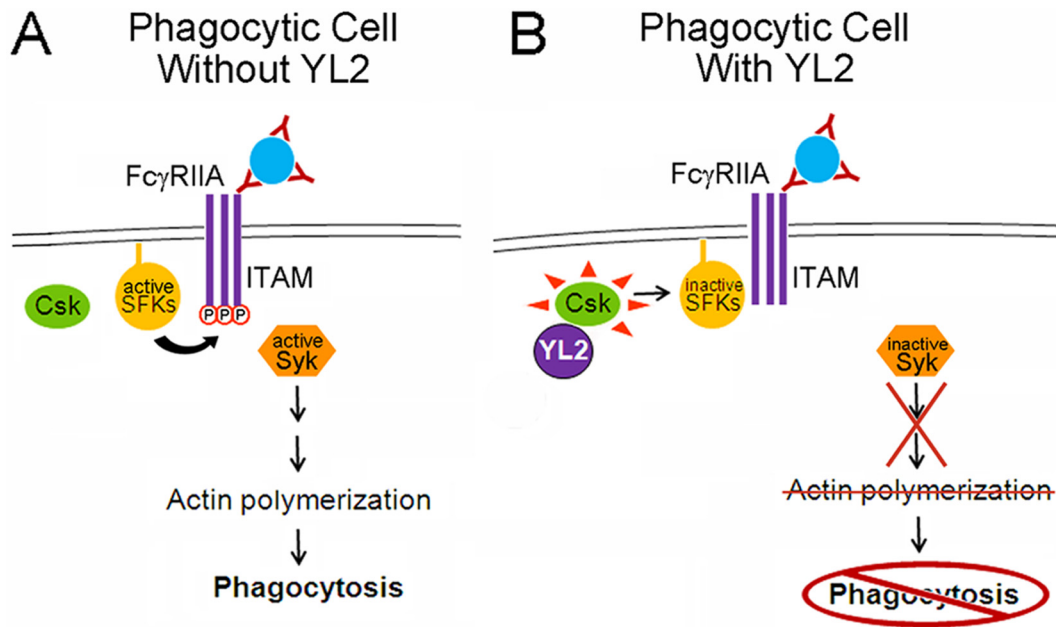 A
Phagocytic Cell
Without YL2
FcγRIIA
ITAM
Csk
active
SFKs
P P P
active
Syk
Actin polymerization
Phagocytosis
B
Phagocytic Cell
With YL2
FcγRIIA
ITAM
Csk
YL2
inactive
SFKs
inactive
Syk
Actin polymerization
Phagocytosis